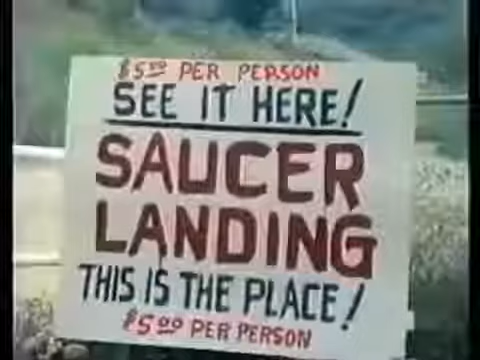 $5.00 PER PERSON
SEE IT HERE!
SAUCER
LANDING
THIS IS THE PLACE!
$5.00 PER PERSON